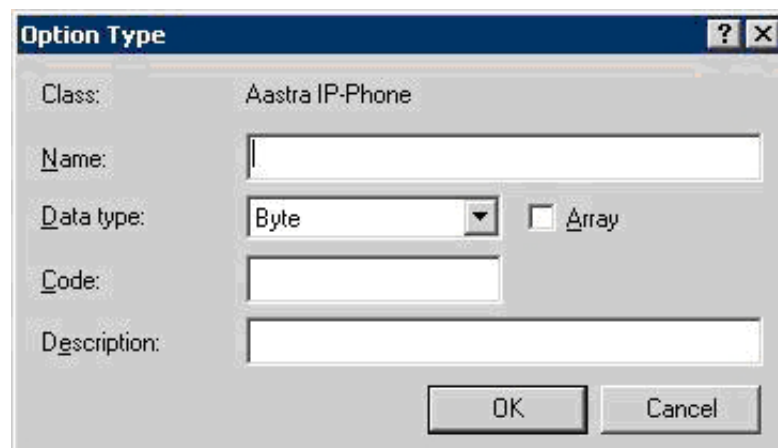 Option Type
Class: Aastra IP-Phone
Name:
Data type: Byte Array
Code:
Description:
OK Cancel